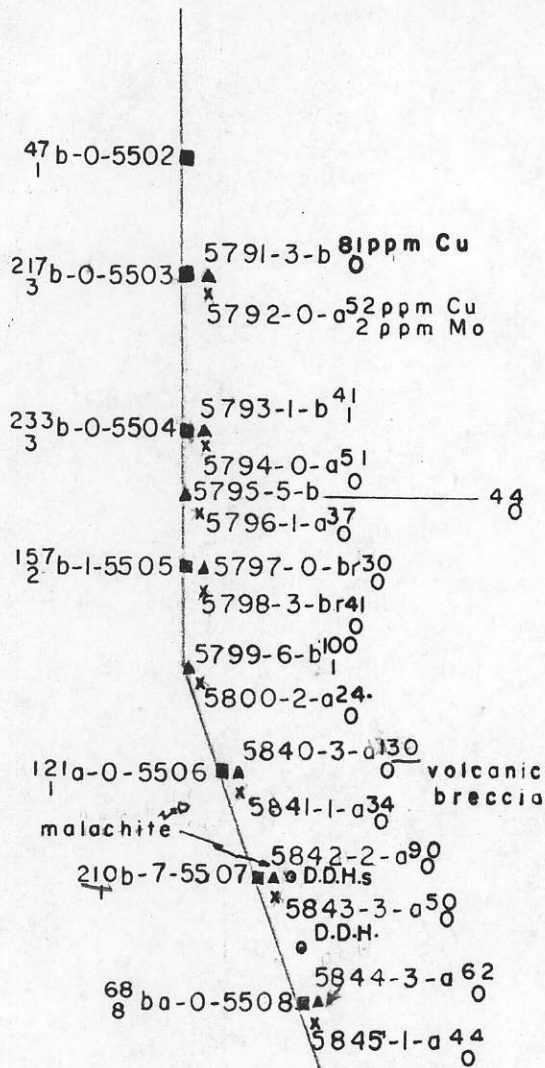 47 b-0-5502
1
5791-3-b 81ppm Cu
0
217 b-0-5503
3
5792-0-a 52 ppm Cu
2 ppm Mo
5793-1-b 41
1
233 b-0-5504
3
5794-0-a 51
0
5795-5-b 44
0
5796-1-a 37
0
157 b-1-5505
2
5797-0-br 30
0
5798-3-br 41
0
5799-6-b 100
1
5800-2-a 24.
0
5840-3-a 130
0
121 a-0-5506
1
volcanic
breccia
5841-1-a 34
0
malachite
5842-2-a 90
0
210 b-7-5507
1
D.D.H.s
5843-3-a 50
0
D.D.H.
5844-3-a 62
0
68 ba-0-5508
8
5845-1-a 44
0